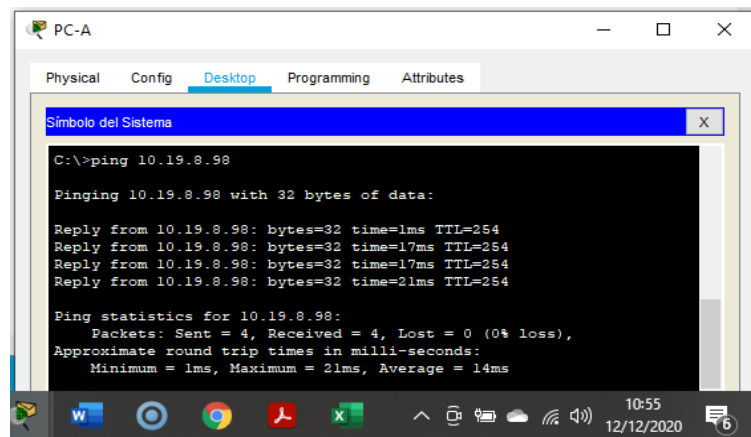 PC-A
Physical Config Desktop Programming Attributes
Símbolo del Sistema X
C:\>ping 10.19.8.98
Pinging 10.19.8.98 with 32 bytes of data:
Reply from 10.19.8.98: bytes=32 time=1ms TTL=254
Reply from 10.19.8.98: bytes=32 time=17ms TTL=254
Reply from 10.19.8.98: bytes=32 time=17ms TTL=254
Reply from 10.19.8.98: bytes=32 time=21ms TTL=254
Ping statistics for 10.19.8.98:
Packets: Sent = 4, Received = 4, Lost = 0 (0% loss),
Approximate round trip times in milli-seconds:
Minimum = 1ms, Maximum = 21ms, Average = 14ms
10:55
12/12/2020
6